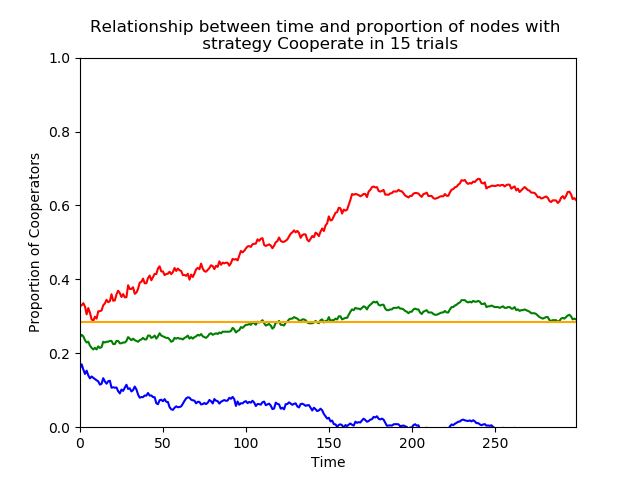 Relationship between time and proportion of nodes with
strategy Cooperate in 15 trials
1.0
0.8
0.6
0.4
0.2
0.0
Proportion of Cooperators
0 50 100 150 200 250
Time